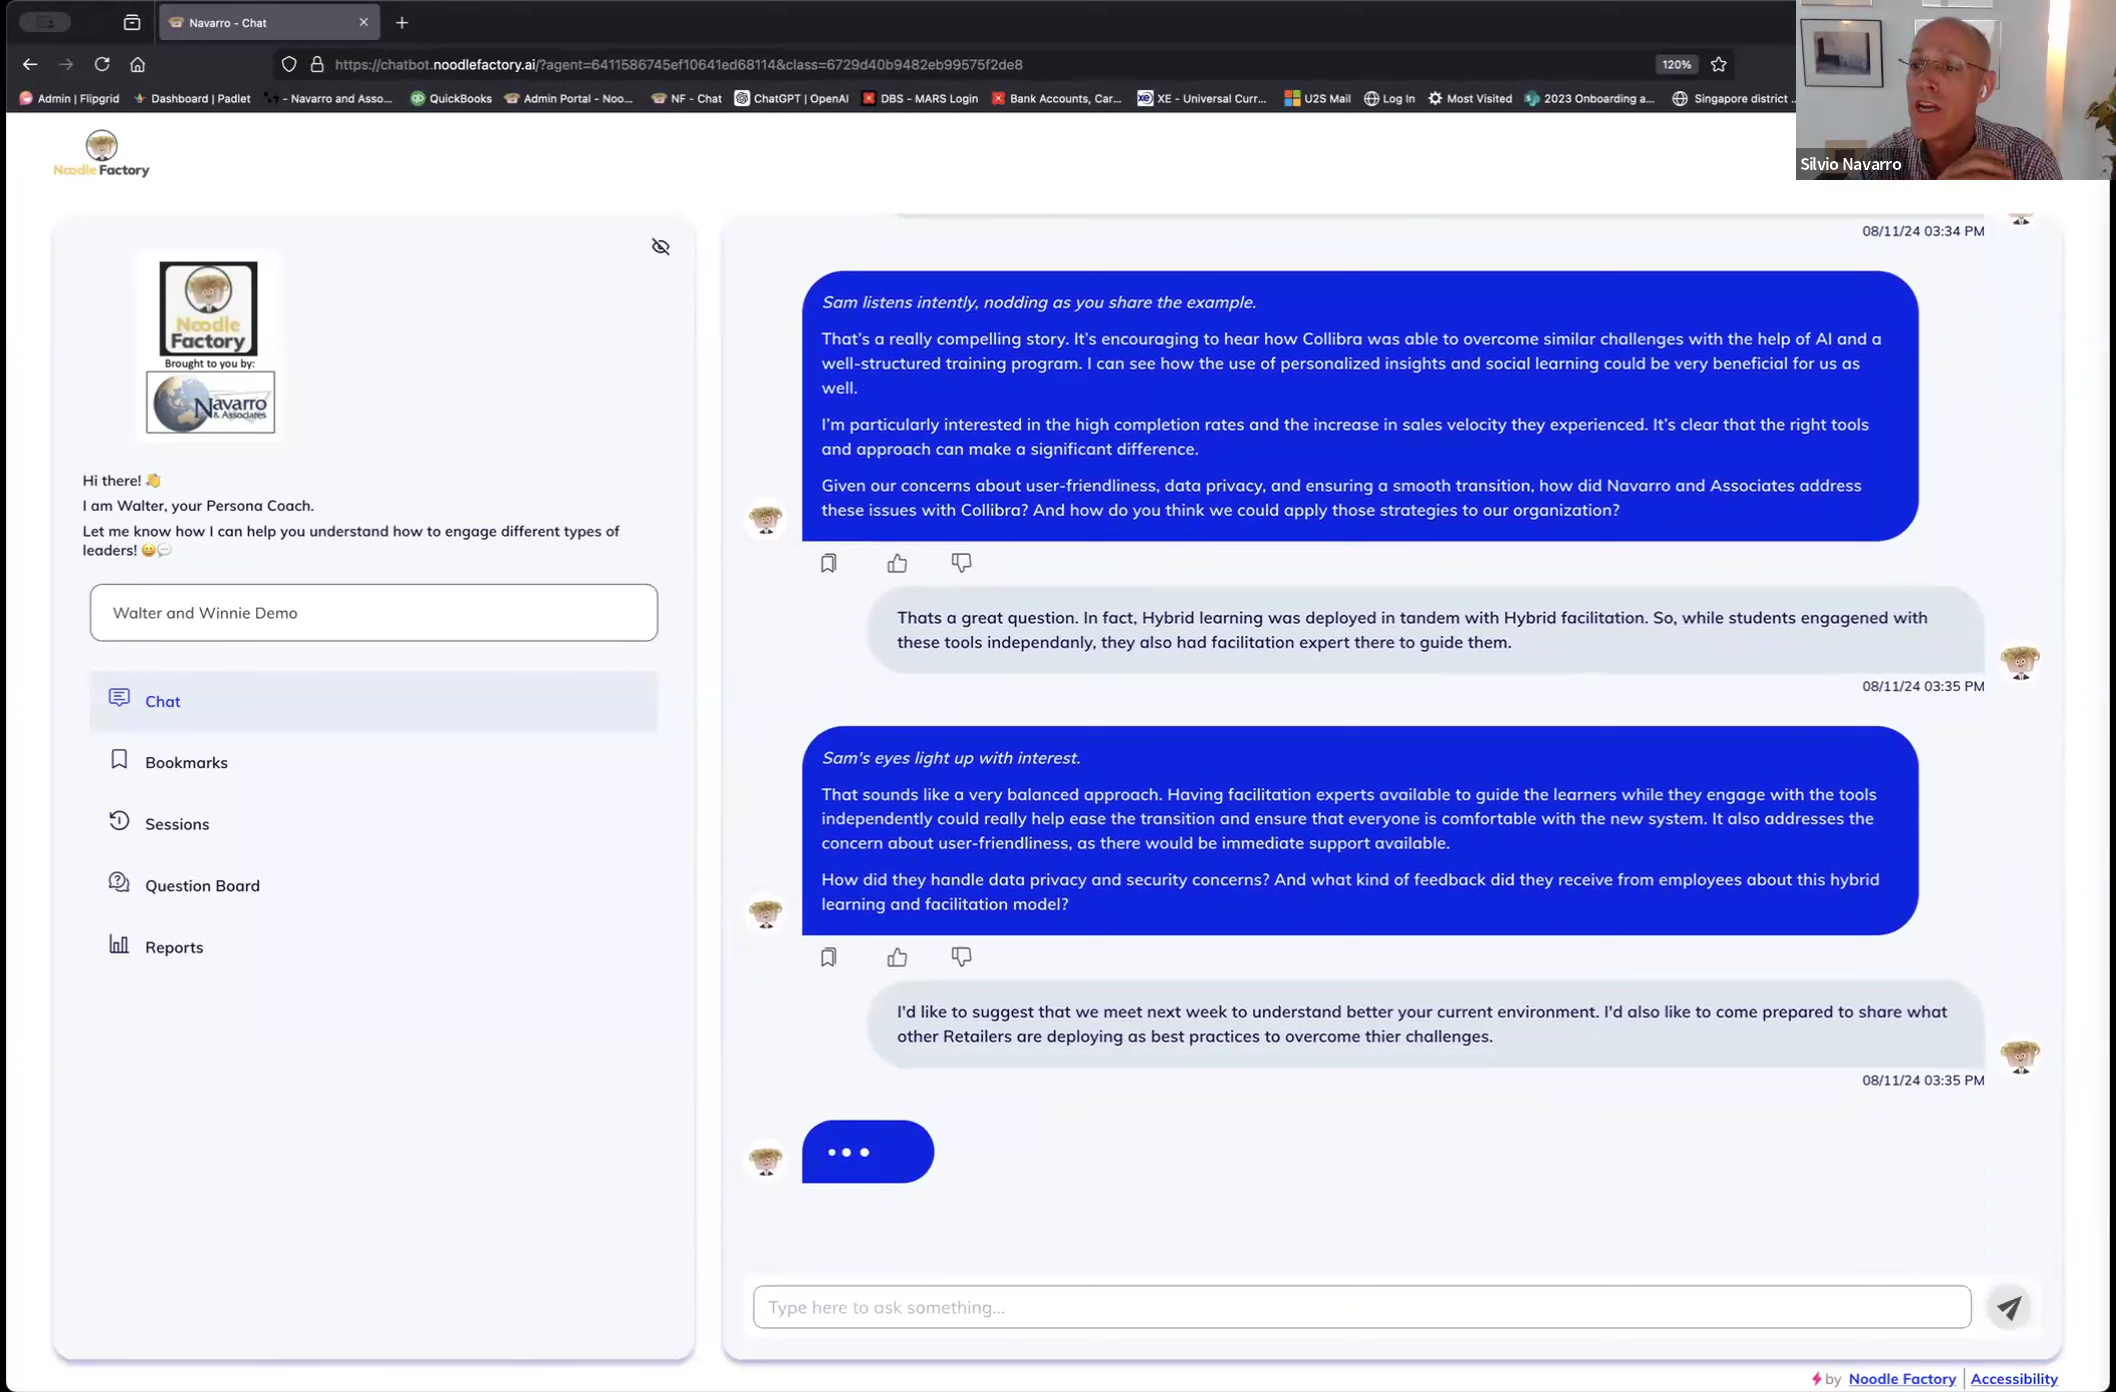 Navarro - Chat
https://chatbot.noodlefactory.ai/?agent=6411586745ef10641ed68114&class=6729d40b9482eb99575f2de8
120%
Admin | Flipgrid
Dashboard | Padlet
- Navarro and Asso...
QuickBooks
Admin Portal - Noo...
NF - Chat
ChatGPT | OpenAI
DBS - MARS Login
Bank Accounts, Car...
XE - Universal Curr...
U2S Mail
Log In
Most Visited
2023 Onboarding a...
Singapore district ...
Silvio Navarro
Noodle Factory
Noodle
Factory
Brought to you by:
Navarro
& Associates
Hi there! 👋
I am Walter, your Persona Coach.
Let me know how I can help you understand how to engage different types of
leaders! 😀💬
Walter and Winnie Demo
Chat
Bookmarks
Sessions
Question Board
Reports
08/11/24 03:34 PM
Sam listens intently, nodding as you share the example.
That's a really compelling story. It's encouraging to hear how Collibra was able to overcome similar challenges with the help of AI and a
well-structured training program. I can see how the use of personalized insights and social learning could be very beneficial for us as
well.
I'm particularly interested in the high completion rates and the increase in sales velocity they experienced. It's clear that the right tools
and approach can make a significant difference.
Given our concerns about user-friendliness, data privacy, and ensuring a smooth transition, how did Navarro and Associates address
these issues with Collibra? And how do you think we could apply those strategies to our organization?
Thats a great question. In fact, Hybrid learning was deployed in tandem with Hybrid facilitation. So, while students engagened with
these tools independanly, they also had facilitation expert there to guide them.
08/11/24 03:35 PM
Sam's eyes light up with interest.
That sounds like a very balanced approach. Having facilitation experts available to guide the learners while they engage with the tools
independently could really help ease the transition and ensure that everyone is comfortable with the new system. It also addresses the
concern about user-friendliness, as there would be immediate support available.
How did they handle data privacy and security concerns? And what kind of feedback did they receive from employees about this hybrid
learning and facilitation model?
I'd like to suggest that we meet next week to understand better your current environment. I'd also like to come prepared to share what
other Retailers are deploying as best practices to overcome thier challenges.
08/11/24 03:35 PM
Type here to ask something...
by Noodle Factory | Accessibility